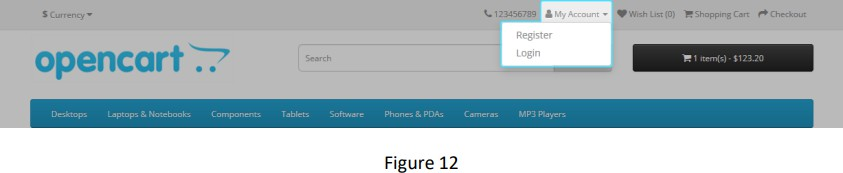 $ Currency 123456789 My Account Wish List (0) Shopping Cart Checkout
Register
Login
opencart
Search
1 item(s) - $123.20
Desktops Laptops & Notebooks Components Tablets Software Phones & PDAs Cameras MP3 Players
Figure 12